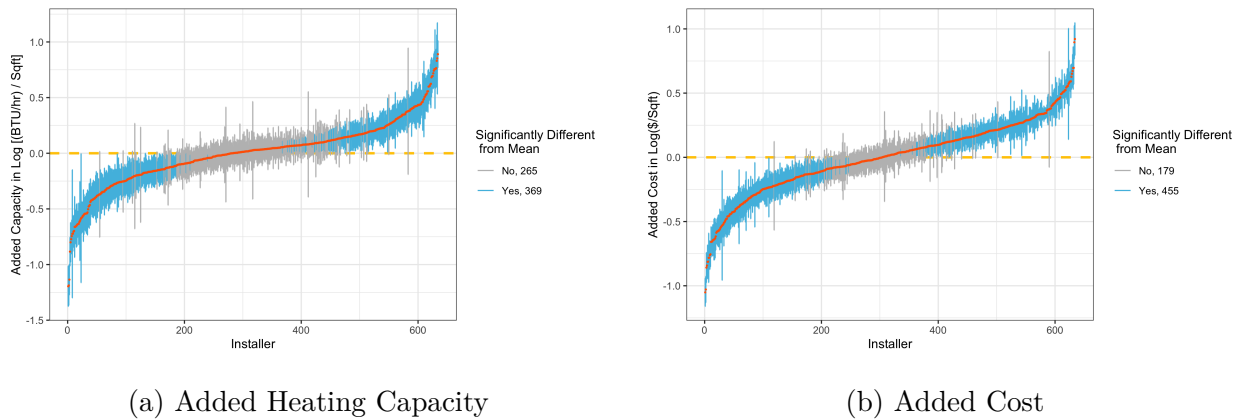 Added Capacity in Log [(BTU/hr) / Sqft]
1.0
0.5
0.0
-0.5
-1.0
-1.5
0
200
400
600
Installer
Significantly Different
from Mean
No, 265
Yes, 369
(a) Added Heating Capacity
Added Cost in Log($/Sqft)
1.0
0.5
0.0
-0.5
-1.0
0
200
400
600
Installer
Significantly Different
from Mean
No, 179
Yes, 455
(b) Added Cost